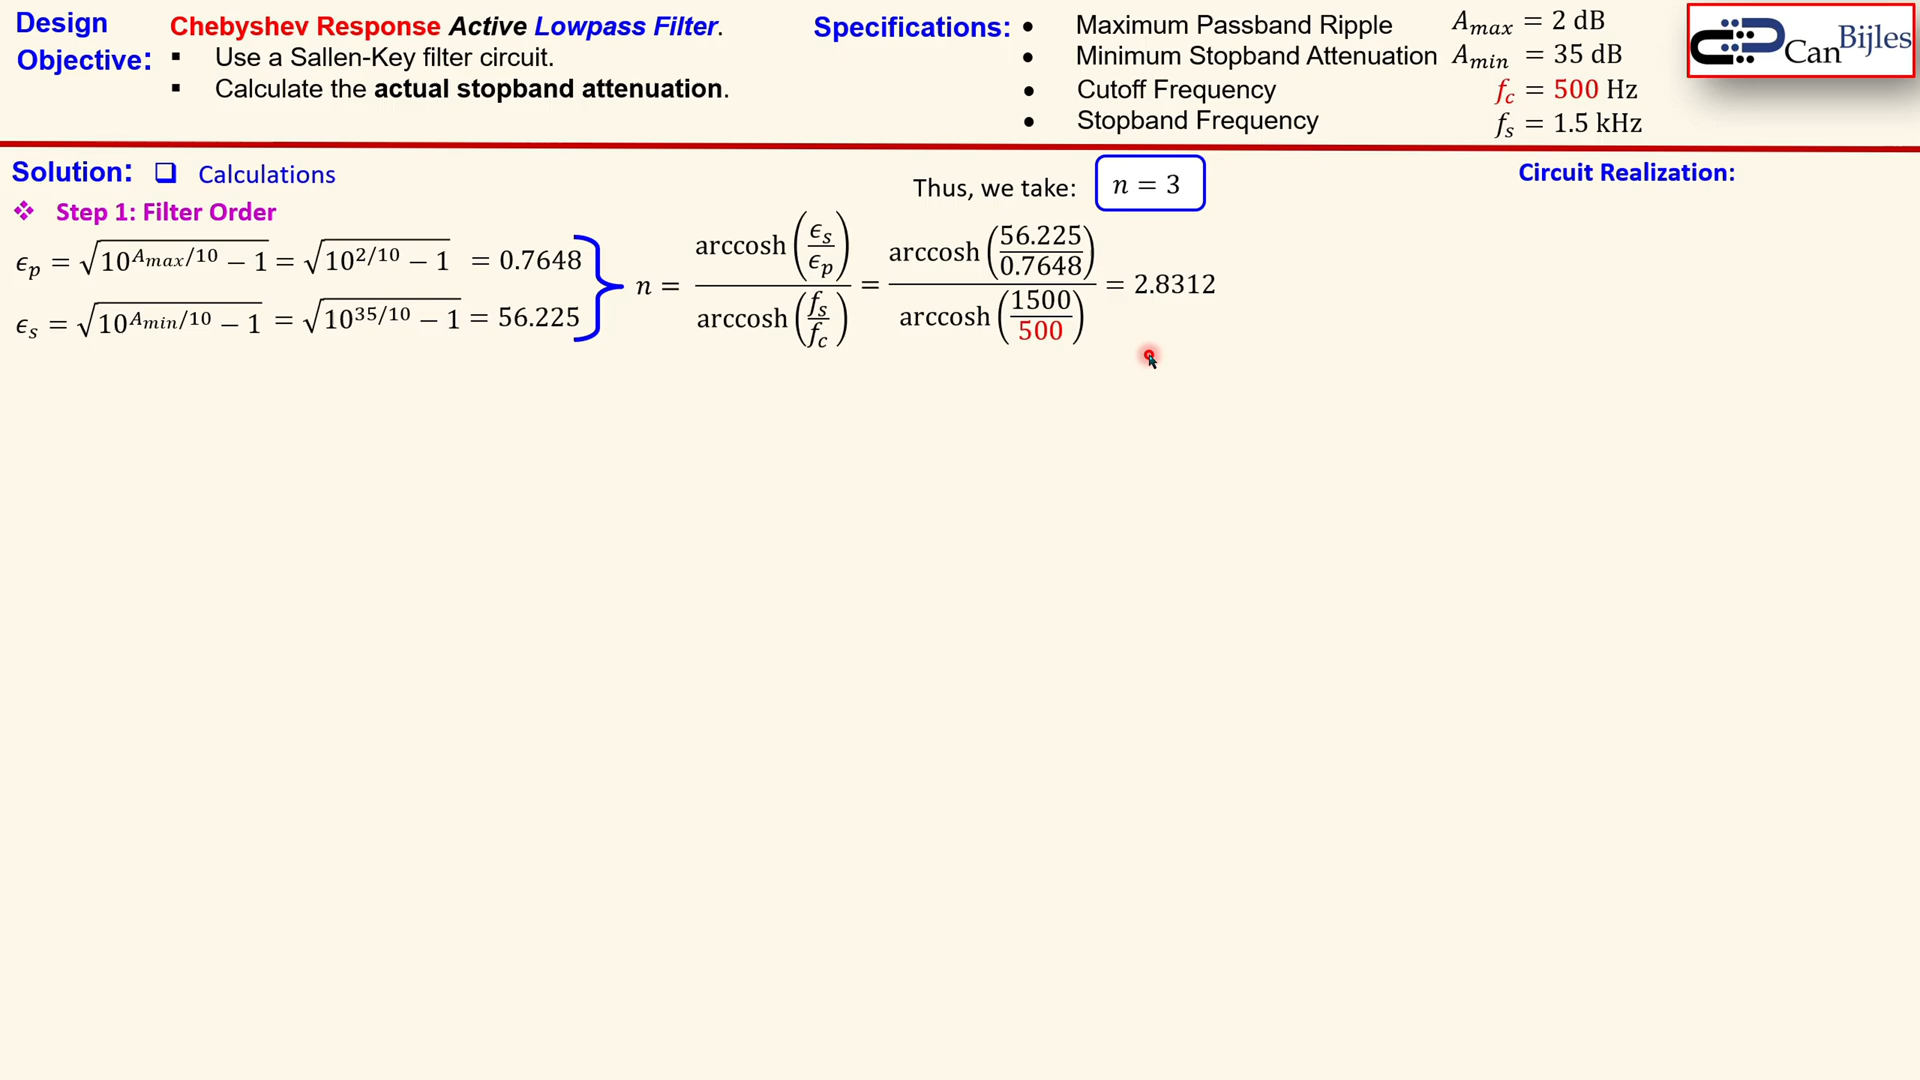 Design Objective:
Chebyshev Response Active Lowpass Filter.
▪ Use a Sallen-Key filter circuit.
▪ Calculate the actual stopband attenuation.
Specifications:
• Maximum Passband Ripple A_max = 2 dB
• Minimum Stopband Attenuation A_min = 35 dB
• Cutoff Frequency f_c = 500 Hz
• Stopband Frequency f_s = 1.5 kHz
CanBijles
Solution: ❑ Calculations
❖ Step 1: Filter Order
ϵ_p = √(10^(A_max/10) − 1) = √(10^(2/10) − 1) = 0.7648
ϵ_s = √(10^(A_min/10) − 1) = √(10^(35/10) − 1) = 56.225
Thus, we take: n = 3
n = arccosh(ϵ_s/ϵ_p) / arccosh(f_s/f_c) = arccosh(56.225/0.7648) / arccosh(1500/500) = 2.8312
Circuit Realization: